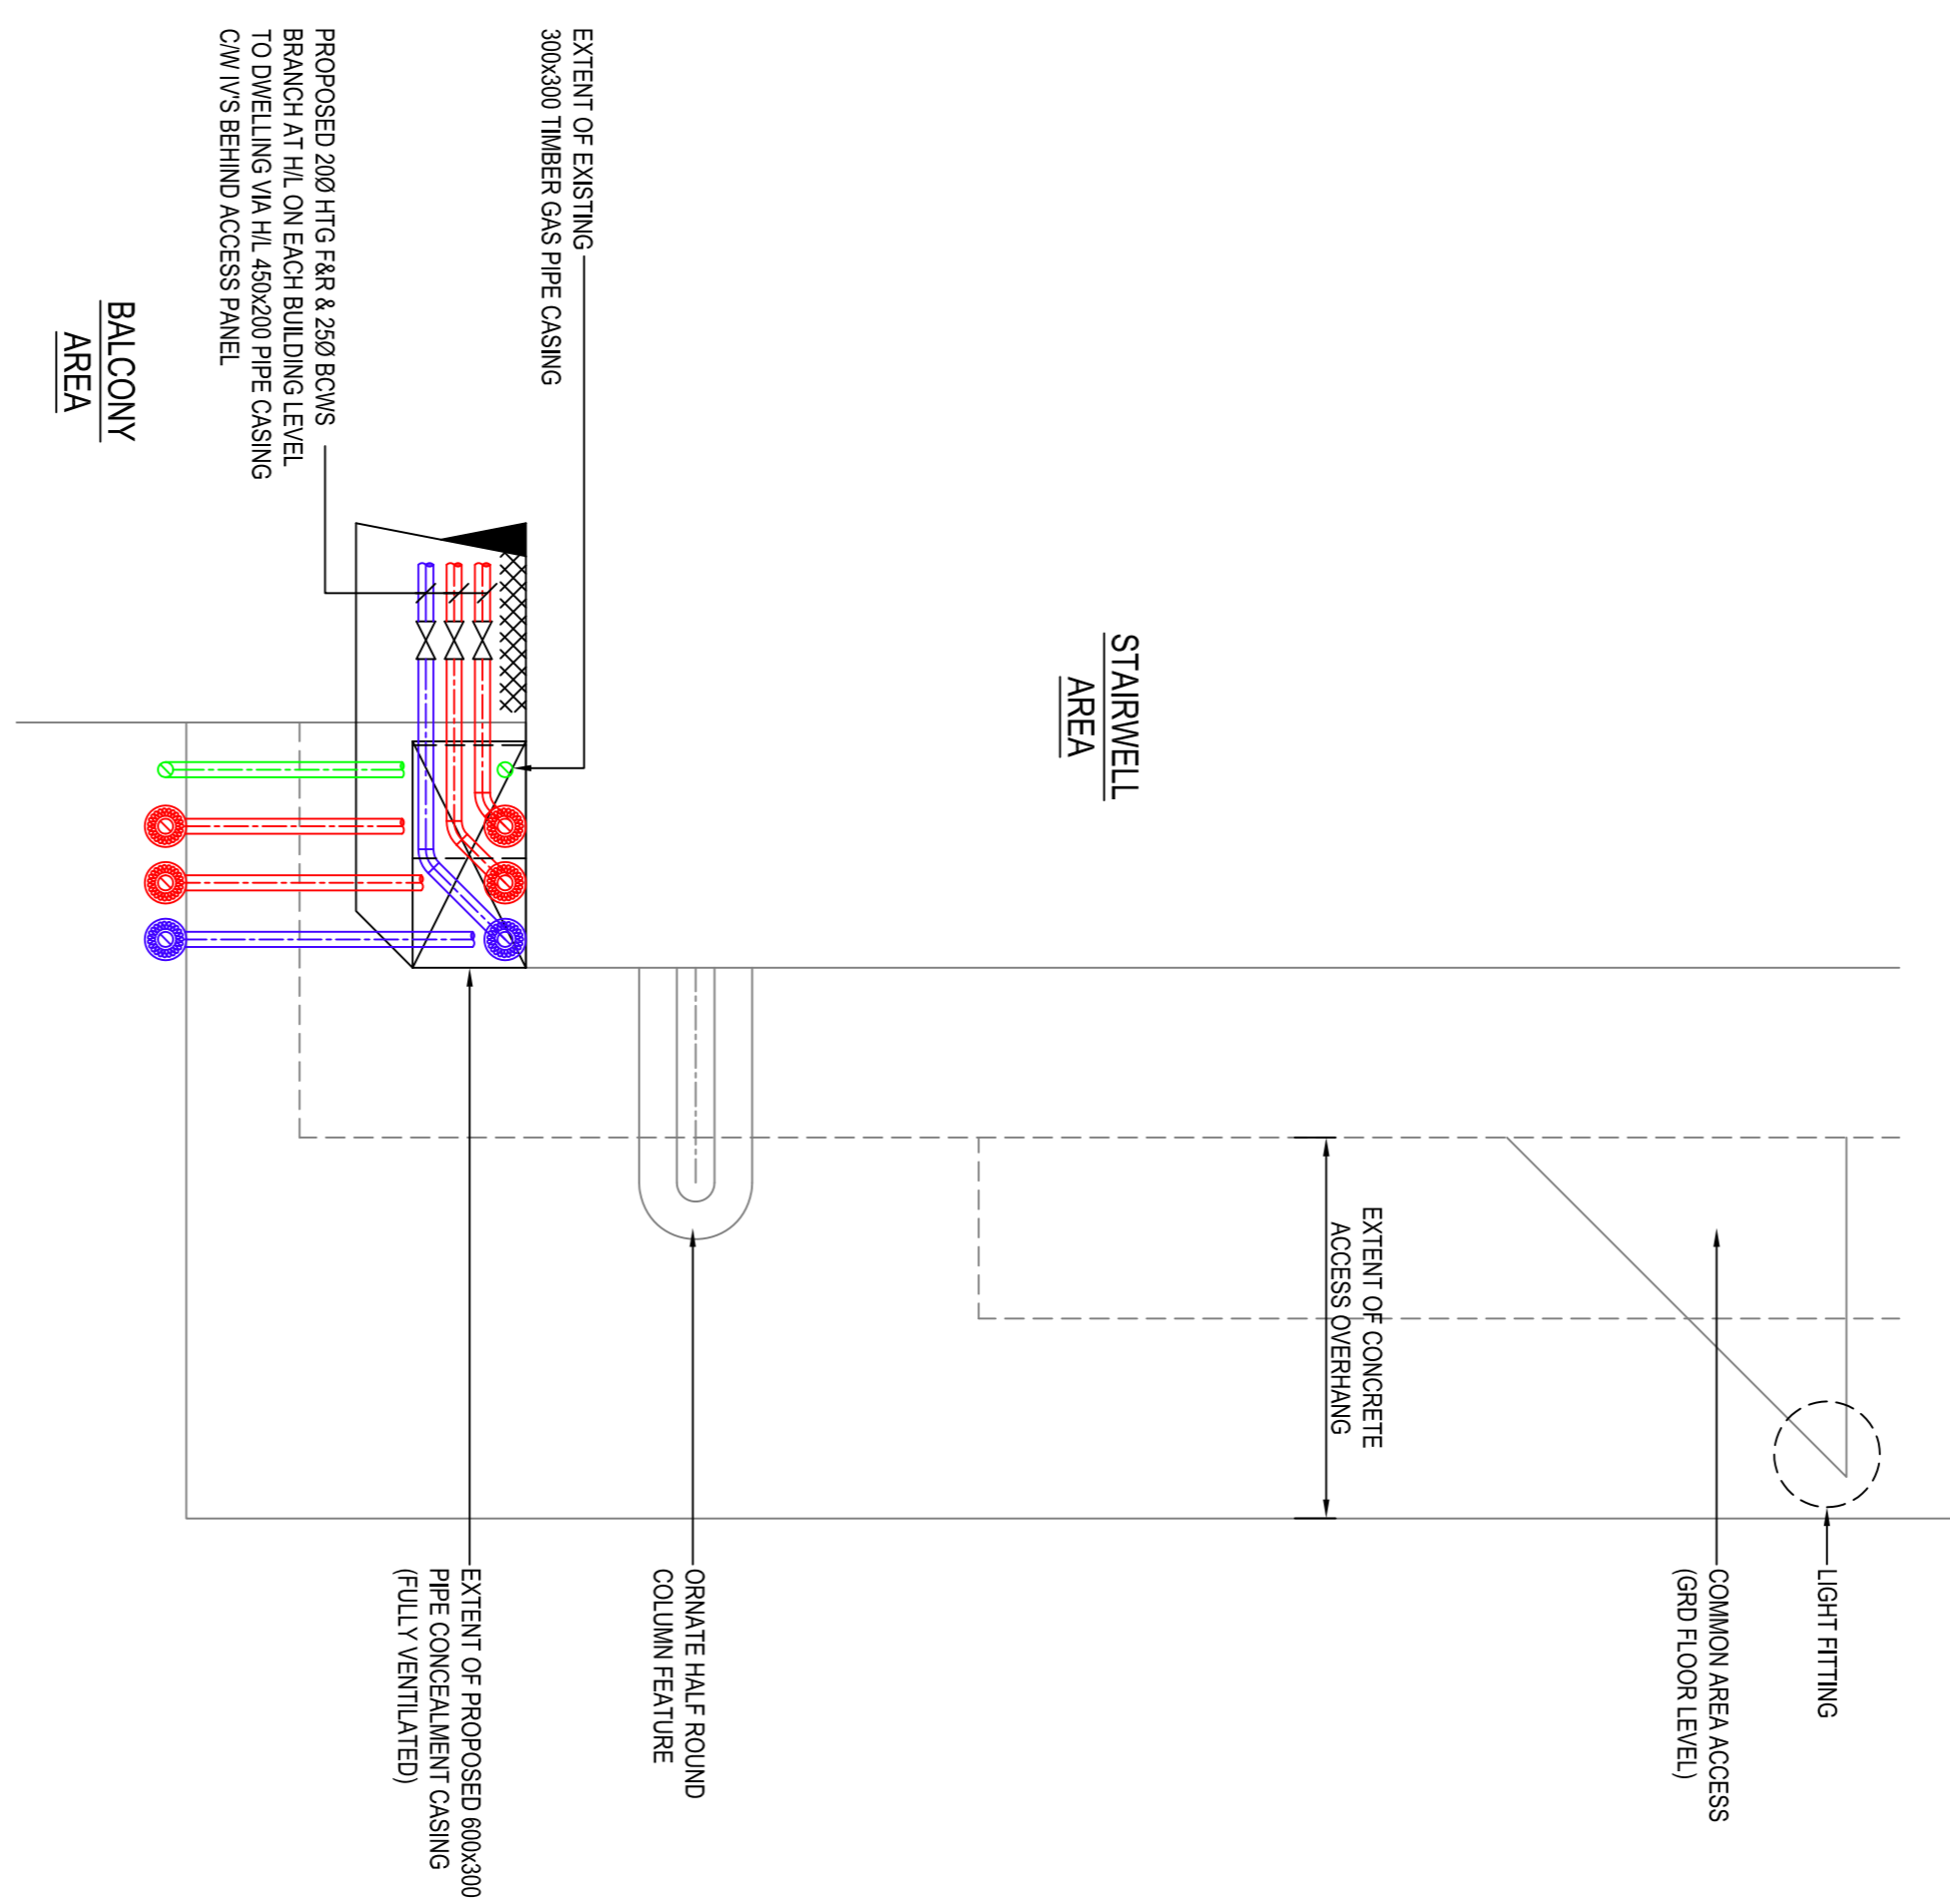 EXTENT OF EXISTING
300x300 TIMBER GAS PIPE CASING
PROPOSED 20Ø HTG F&R & 25Ø BCWS
BRANCH AT H/L ON EACH BUILDING LEVEL
TO DWELLING VIA H/L 450x200 PIPE CASING
C/W IV'S BEHIND ACCESS PANEL
BALCONY
AREA
STAIRWELL
AREA
EXTENT OF CONCRETE
ACCESS OVERHANG
LIGHT FITTING
COMMON AREA ACCESS
(GRD FLOOR LEVEL)
ORNATE HALF ROUND
COLUMN FEATURE
EXTENT OF PROPOSED 600x300
PIPE CONCEALMENT CASING
(FULLY VENTILATED)